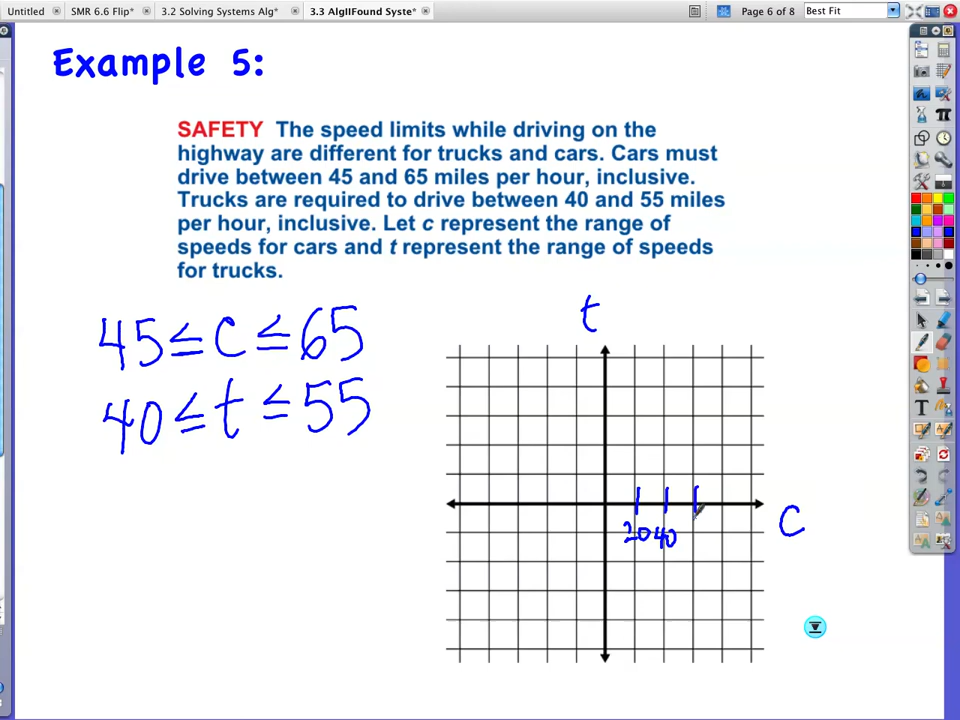 Untitled
SMR 6.6 Flip*
3.2 Solving Systems Alg*
3.3 AlgIIFound Syste*
Page 6 of 8
Best Fit
Example 5:
SAFETY The speed limits while driving on the
highway are different for trucks and cars. Cars must
drive between 45 and 65 miles per hour, inclusive.
Trucks are required to drive between 40 and 55 miles
per hour, inclusive. Let c represent the range of
speeds for cars and t represent the range of speeds
for trucks.
45 ≤ c ≤ 65
40 ≤ t ≤ 55
t
20 40
C